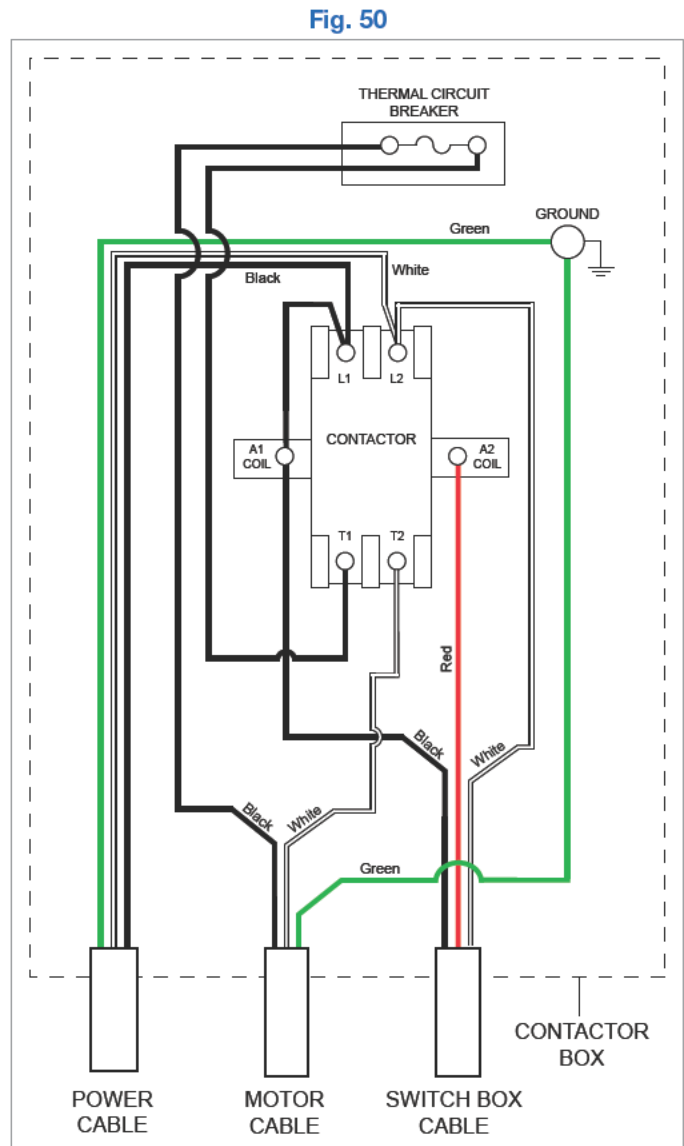 Fig. 50
THERMAL CIRCUIT
BREAKER
GROUND
Green
White
Black
L1
L2
CONTACTOR
A1
COIL
A2
COIL
T1
T2
Red
Black
White
Black
White
Green
POWER
CABLE
MOTOR
CABLE
SWITCH BOX
CABLE
CONTACTOR
BOX